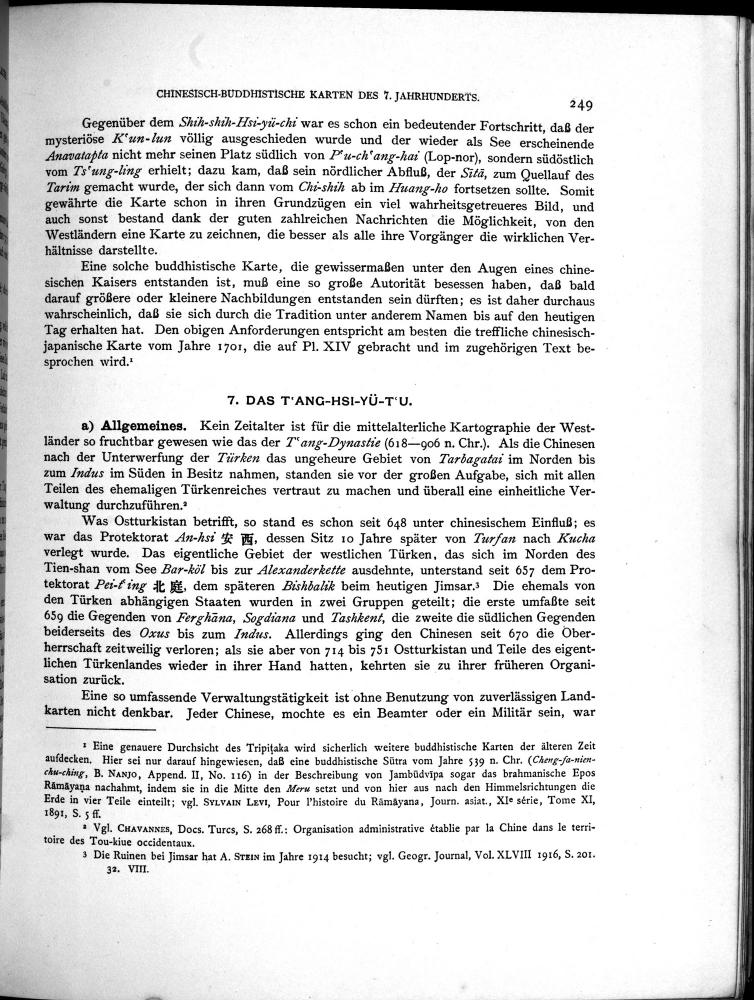 CHINESISCH-BUDDHISTISCHE KARTEN DES 7. JAHRHUNDERTS.
249
Gegenüber dem Shih-shih-Hsi-yü-chi war es schon ein bedeutender Fortschritt, daß der
mysteriöse K‘un-lun völlig ausgeschieden wurde und der wieder als See erscheinende
Anavatapta nicht mehr seinen Platz südlich von P‘u-ch‘ang-hai (Lop-nor), sondern südöstlich
vom Ts‘ung-ling erhielt; dazu kam, daß sein nördlicher Abfluß, der Sītā, zum Quellauf des
Tarim gemacht wurde, der sich dann vom Chi-shih ab im Huang-ho fortsetzen sollte. Somit
gewährte die Karte schon in ihren Grundzügen ein viel wahrheitsgetreueres Bild, und
auch sonst bestand dank der guten zahlreichen Nachrichten die Möglichkeit, von den
Westländern eine Karte zu zeichnen, die besser als alle ihre Vorgänger die wirklichen Ver-
hältnisse darstellte.
Eine solche buddhistische Karte, die gewissermaßen unter den Augen eines chine-
sischen Kaisers entstanden ist, muß eine so große Autorität besessen haben, daß bald
darauf größere oder kleinere Nachbildungen entstanden sein dürften; es ist daher durchaus
wahrscheinlich, daß sie sich durch die Tradition unter anderem Namen bis auf den heutigen
Tag erhalten hat. Den obigen Anforderungen entspricht am besten die treffliche chinesisch-
japanische Karte vom Jahre 1701, die auf Pl. XIV gebracht und im zugehörigen Text be-
sprochen wird.¹
7. DAS T‘ANG-HSI-YÜ-T‘U.
a) Allgemeines. Kein Zeitalter ist für die mittelalterliche Kartographie der West-
länder so fruchtbar gewesen wie das der T‘ang-Dynastie (618—906 n. Chr.). Als die Chinesen
nach der Unterwerfung der Türken das ungeheure Gebiet von Tarbagatai im Norden bis
zum Indus im Süden in Besitz nahmen, standen sie vor der großen Aufgabe, sich mit allen
Teilen des ehemaligen Türkenreiches vertraut zu machen und überall eine einheitliche Ver-
waltung durchzuführen.²
Was Ostturkistan betrifft, so stand es schon seit 648 unter chinesischem Einfluß; es
war das Protektorat An-hsi 安 西, dessen Sitz 10 Jahre später von Turfan nach Kucha
verlegt wurde. Das eigentliche Gebiet der westlichen Türken, das sich im Norden des
Tien-shan vom See Bar-köl bis zur Alexanderkette ausdehnte, unterstand seit 657 dem Pro-
tektorat Pei-t‘ing 北 庭, dem späteren Bishbalik beim heutigen Jimsar.³ Die ehemals von
den Türken abhängigen Staaten wurden in zwei Gruppen geteilt; die erste umfaßte seit
659 die Gegenden von Ferghāna, Sogdiana und Tashkent, die zweite die südlichen Gegenden
beiderseits des Oxus bis zum Indus. Allerdings ging den Chinesen seit 670 die Ober-
herrschaft zeitweilig verloren; als sie aber von 714 bis 751 Ostturkistan und Teile des eigent-
lichen Türkenlandes wieder in ihrer Hand hatten, kehrten sie zu ihrer früheren Organi-
sation zurück.
Eine so umfassende Verwaltungstätigkeit ist ohne Benutzung von zuverlässigen Land-
karten nicht denkbar. Jeder Chinese, mochte es ein Beamter oder ein Militär sein, war
¹ Eine genauere Durchsicht des Tripiṭaka wird sicherlich weitere buddhistische Karten der älteren Zeit
aufdecken. Hier sei nur darauf hingewiesen, daß eine buddhistische Sūtra vom Jahre 539 n. Chr. (Cheng-fa-nien-
chu-ching, B. NANJO, Append. II, No. 116) in der Beschreibung von Jambūdvīpa sogar das brahmanische Epos
Rāmāyaṇa nachahmt, indem sie in die Mitte den Meru setzt und von hier aus nach den Himmelsrichtungen die
Erde in vier Teile einteilt; vgl. SYLVAIN LEVI, Pour l'histoire du Rāmāyana, Journ. asiat., XIᵉ série, Tome XI,
1891, S. 5 ff.
² Vgl. CHAVANNES, Docs. Turcs, S. 268 ff.: Organisation administrative établie par la Chine dans le terri-
toire des Tou-kiue occidentaux.
³ Die Ruinen bei Jimsar hat A. STEIN im Jahre 1914 besucht; vgl. Geogr. Journal, Vol. XLVIII 1916, S. 201.
32. VIII.